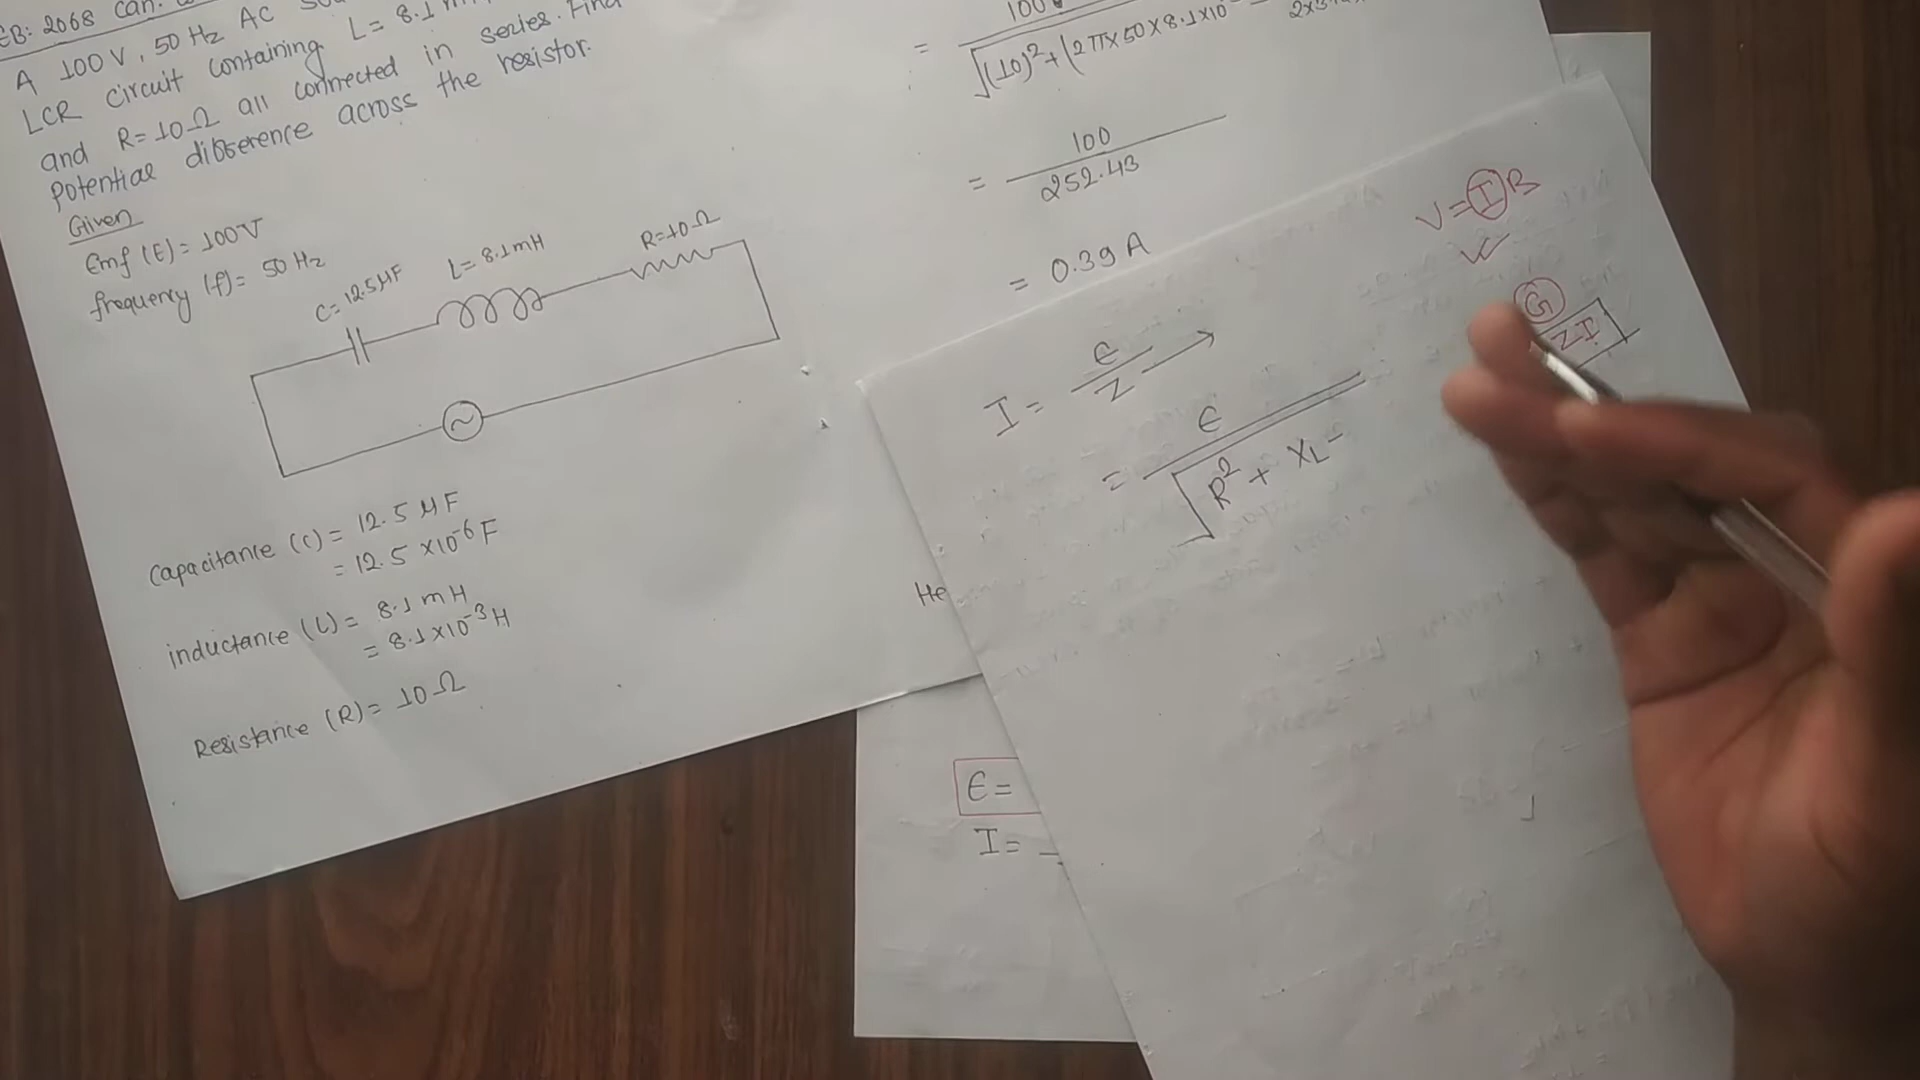 EB: 2068 can.
A 100 V, 50 Hz AC
LCR circuit containing L = 8.1
and R = 10 Ω all connected in series. Find
potential difference across the resistor.
Given
Emf (E) = 100V
frequency (f) = 50 Hz
C = 12.5 μF
L = 8.1 mH
R = 10 Ω
~
Capacitance (C) = 12.5 μF
= 12.5 × 10⁻⁶ F
inductance (L) = 8.1 mH
= 8.1 × 10⁻³ H
Resistance (R) = 10 Ω
= 100 / √(10)² + (2π × 50 × 8.1 × 10
= 100 / 252.43
= 0.39 A
He
E =
I =
V = I R
I = E / Z
= E / √R² + XL -